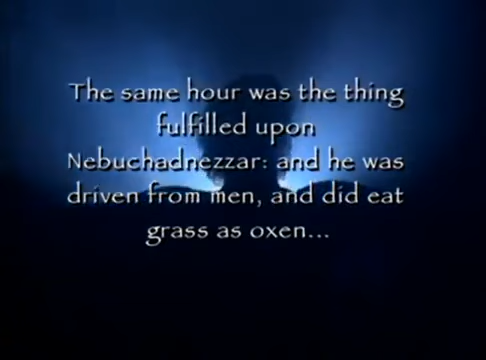 The same hour was the thing
fulfilled upon
Nebuchadnezzar: and he was
driven from men, and did eat
grass as oxen...